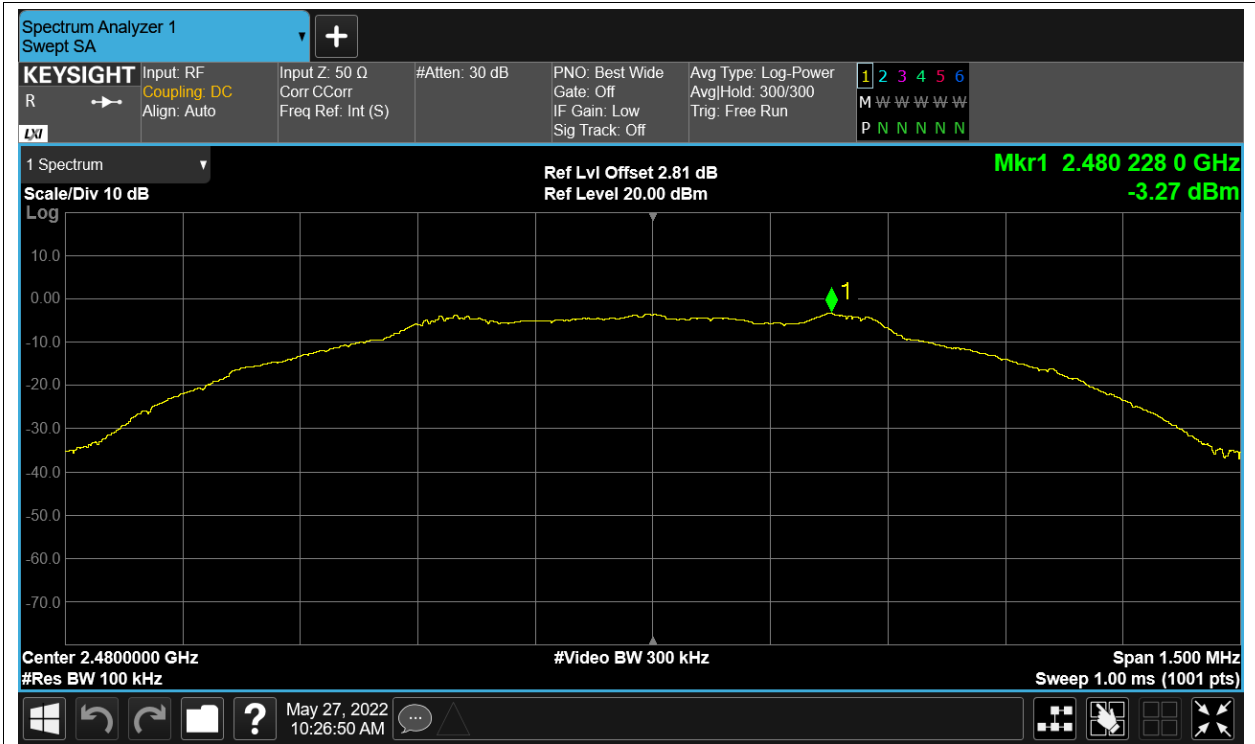 Spectrum Analyzer 1
Swept SA
KEYSIGHT
R
LXI
Input: RF
Coupling: DC
Align: Auto
Input Z: 50 Ω
Corr CCorr
Freq Ref: Int (S)
#Atten: 30 dB
PNO: Best Wide
Gate: Off
IF Gain: Low
Sig Track: Off
Avg Type: Log-Power
Avg|Hold: 300/300
Trig: Free Run
1 2 3 4 5 6
M W W W W W
P N N N N N
1 Spectrum
Scale/Div 10 dB
Ref Lvl Offset 2.81 dB
Ref Level 20.00 dBm
Mkr1 2.480 228 0 GHz
-3.27 dBm
Log
10.0
0.00
-10.0
-20.0
-30.0
-40.0
-50.0
-60.0
-70.0
1
Center 2.4800000 GHz
#Res BW 100 kHz
#Video BW 300 kHz
Span 1.500 MHz
Sweep 1.00 ms (1001 pts)
?
May 27, 2022
10:26:50 AM